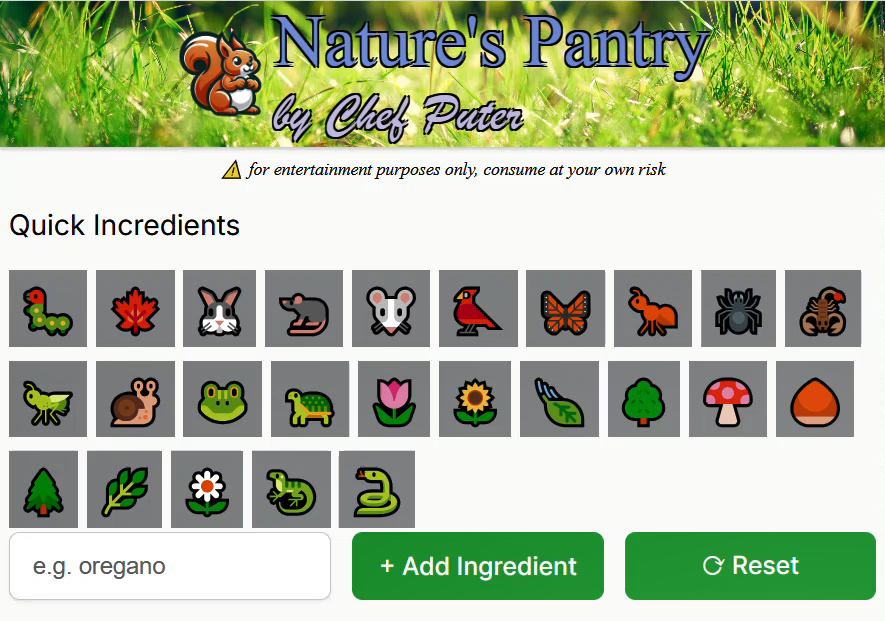 Nature's Pantry
by Chef Puter
⚠ for entertainment purposes only, consume at your own risk
Quick Incredients
e.g. oregano
+ Add Ingredient
⟳ Reset